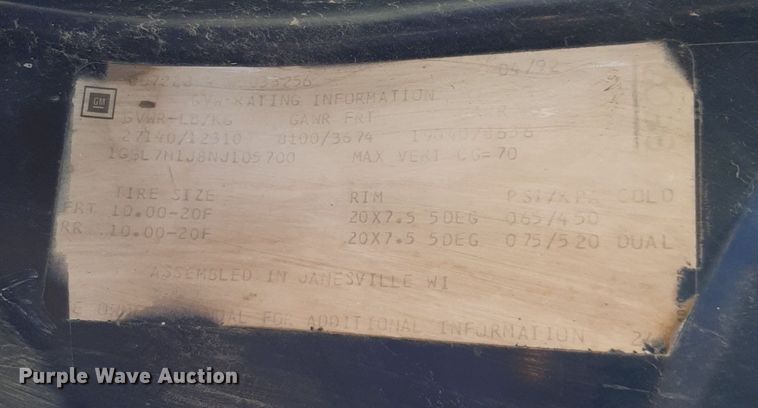 04/92
GM
GVW-RATING INFORMATION
GVWR-LB/KG GAWR FRT
27140/12310 8100/3674 19040/8636
MAX VERT CG=70
TIRE SIZE RIM PSI/KPA COLD
FRT 10.00-20F 20X7.5 5DEG 065/450
RR 10.00-20F 20X7.5 5DEG 075/520 DUAL
ASSEMBLED IN JANESVILLE WI
FOR ADDITIONAL INFORMATION
Purple Wave Auction